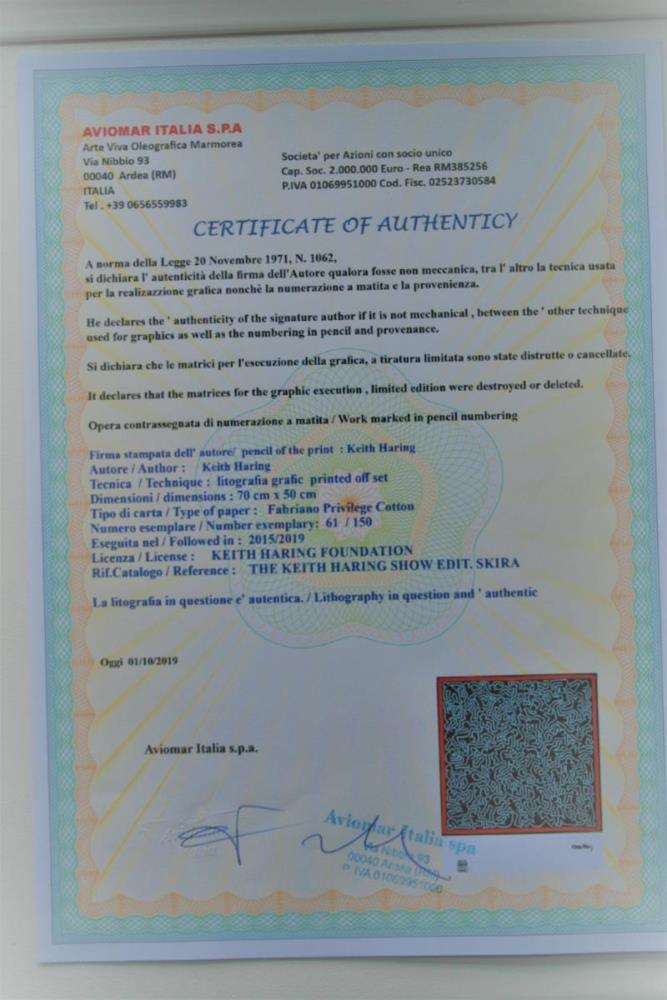 AVIOMAR ITALIA S.P.A
Arte Viva Oleografica Marmorea
Via Nibbio 93
00040 Ardea (RM)
ITALIA
Tel . +39 0656559983
Societa' per Azioni con socio unico
Cap. Soc. 2.000.000 Euro - Rea RM385256
P.IVA 01069951000 Cod. Fisc. 02523730584
CERTIFICATE OF AUTHENTICY
A norma della Legge 20 Novembre 1971, N. 1062,
si dichiara l' autenticità della firma dell'Autore qualora fosse non meccanica, tra l' altro la tecnica usata
per la realizazzione grafica nonchè la numerazione a matita e la provenienza.
He declares the ' authenticity of the signature author if it is not mechanical , between the ' other technique
used for graphics as well as the numbering in pencil and provenance.
Si dichiara che le matrici per l'esecuzione della grafica, a tiratura limitata sono state distrutte o cancellate.
It declares that the matrices for the graphic execution , limited edition were destroyed or deleted.
Opera contrassegnata di numerazione a matita / Work marked in pencil numbering
Firma stampata dell' autore/ pencil of the print : Keith Haring
Autore / Author : / Keith Haring
Tecnica / Technique : litografia grafic printed off set
Dimensioni / dimensions : 70 cm x 50 cm
Tipo di carta / Type of paper : Fabriano Privilege Cotton
Numero esemplare / Number exemplary: 61 / 150
Eseguita nel / Followed in : 2015/2019
Licenza / License : KEITH HARING FOUNDATION
Rif.Catalogo / Reference : THE KEITH HARING SHOW EDIT. SKIRA
La litografia in questione e' autentica. / Lithography in question and ' authentic
Oggi 01/10/2019
Aviomar Italia s.p.a.
Aviomar Italia spa
Via Nibbio 93
00040 Ardea (RM)
P. IVA 01069951000